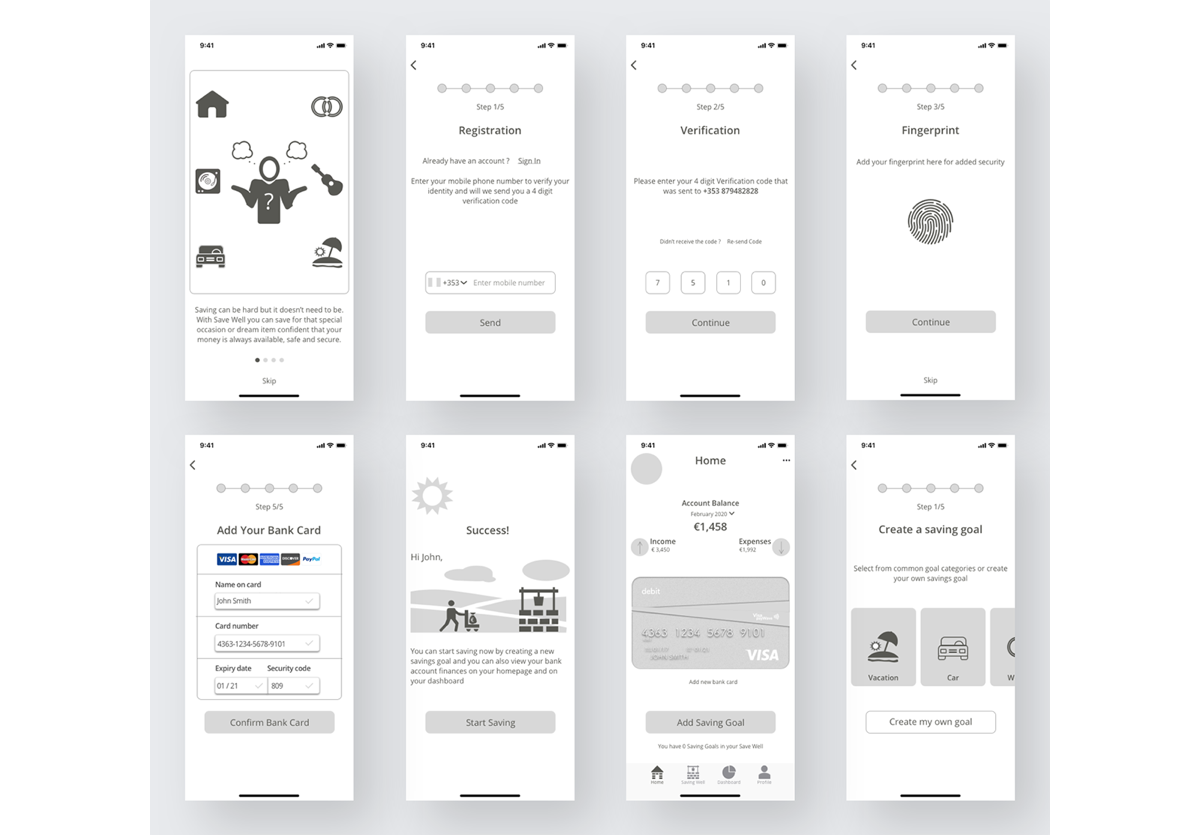 9:41
?
Saving can be hard but it doesn't need to be.
With Save Well you can save for that special
occasion or dream item confident that your
money is always available, safe and secure.
Skip
9:41
Step 1/5
Registration
Already have an account ? Sign.In
Enter your mobile phone number to verify your
identity and will we send you a 4 digit
verification code
+353 Enter mobile number
Send
9:41
Step 2/5
Verification
Please enter your 4 digit Verification code that
was sent to +353 879482828
Didn't receive the code ? Re-send Code
7 5 1 0
Continue
9:41
Step 3/5
Fingerprint
Add your fingerprint here for added security
Continue
Skip
9:41
Step 5/5
Add Your Bank Card
VISA MasterCard DISCOVER PayPal
Name on card
John Smith
Card number
4363-1234-5678-9101
Expiry date Security code
01 / 21 809
Confirm Bank Card
9:41
Success!
Hi John,
You can start saving now by creating a new
savings goal and you can also view your bank
account finances on your homepage and on
your dashboard
Start Saving
9:41
Home
Account Balance
February 2020
€1,458
Income Expenses
€ 3,450 €1,992
debit
4363 1234 5678 9101
JOHN SMITH
VISA
Add new bank card
Add Saving Goal
You have 0 Saving Goals in your Save Well
Home Saving Well Dashboard Profile
9:41
Step 1/5
Create a saving goal
Select from common goal categories or create
your own savings goal
Vacation Car W
Create my own goal